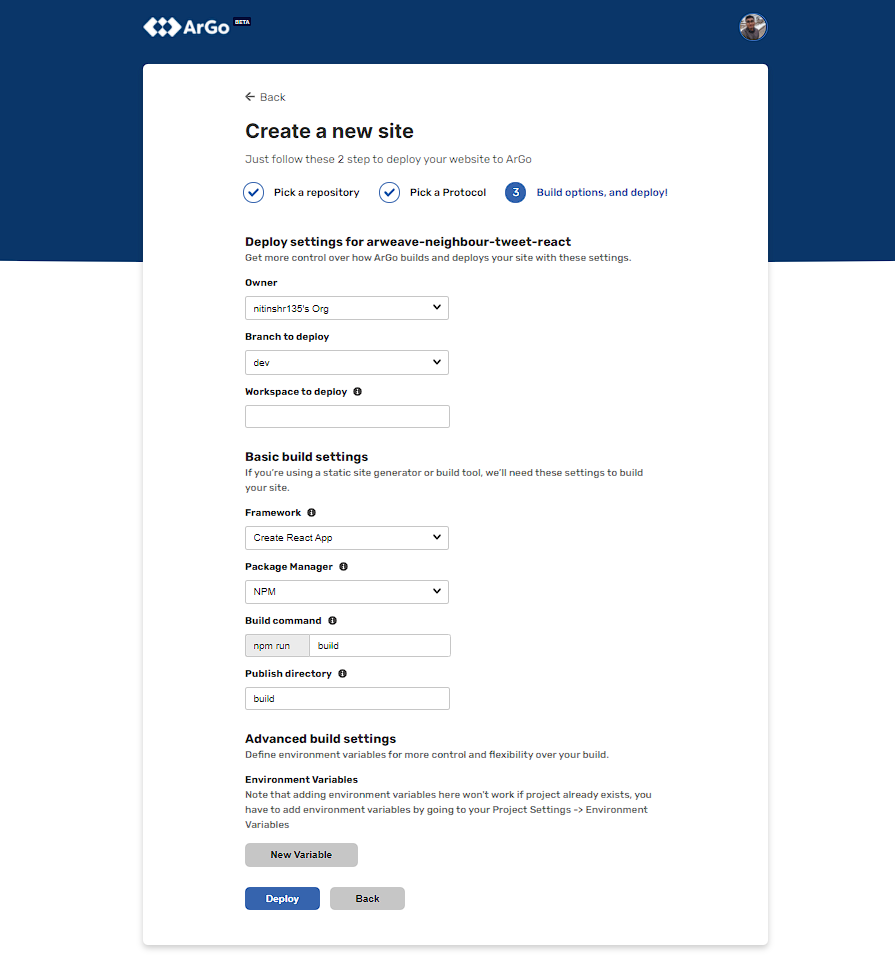 ArGo BETA
Back
Create a new site
Just follow these 2 step to deploy your website to ArGo
Pick a repository Pick a Protocol 3 Build options, and deploy!
Deploy settings for arweave-neighbour-tweet-react
Get more control over how ArGo builds and deploys your site with these settings.
Owner
nitinshr135's Org
Branch to deploy
dev
Workspace to deploy
Basic build settings
If you're using a static site generator or build tool, we'll need these settings to build
your site.
Framework
Create React App
Package Manager
NPM
Build command
npm run build
Publish directory
build
Advanced build settings
Define environment variables for more control and flexibility over your build.
Environment Variables
Note that adding environment variables here won't work if project already exists, you
have to add environment variables by going to your Project Settings -> Environment
Variables
New Variable
Deploy Back